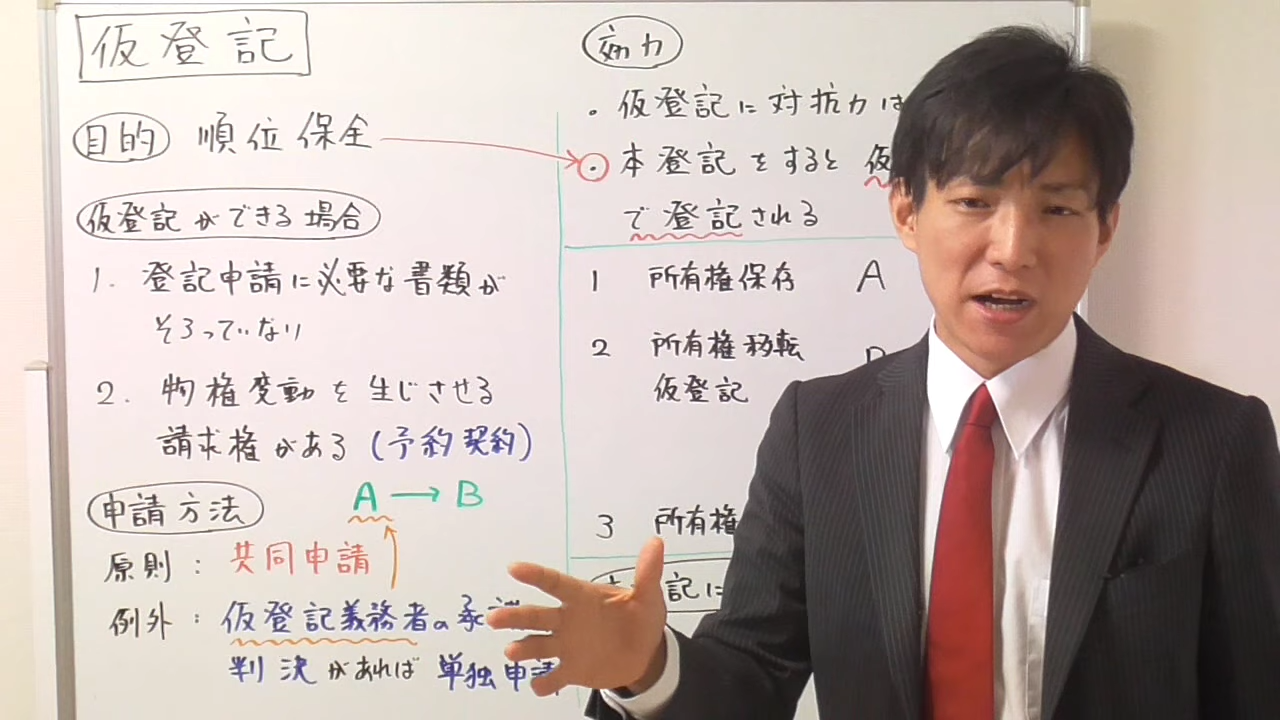 仮登記
目的 順位保全
仮登記ができる場合
1. 登記申請に必要な書類が
そろっていない
2. 物権変動を生じさせる
請求権がある (予約契約)
申請方法 A → B
原則: 共同申請
例外: 仮登記義務者の承
判決があれば 単独申請
効力
・仮登記に対抗力は
・本登記をすると 仮
で登記される
1 所有権保存 A
2 所有権移転
仮登記
3 所有権
記に